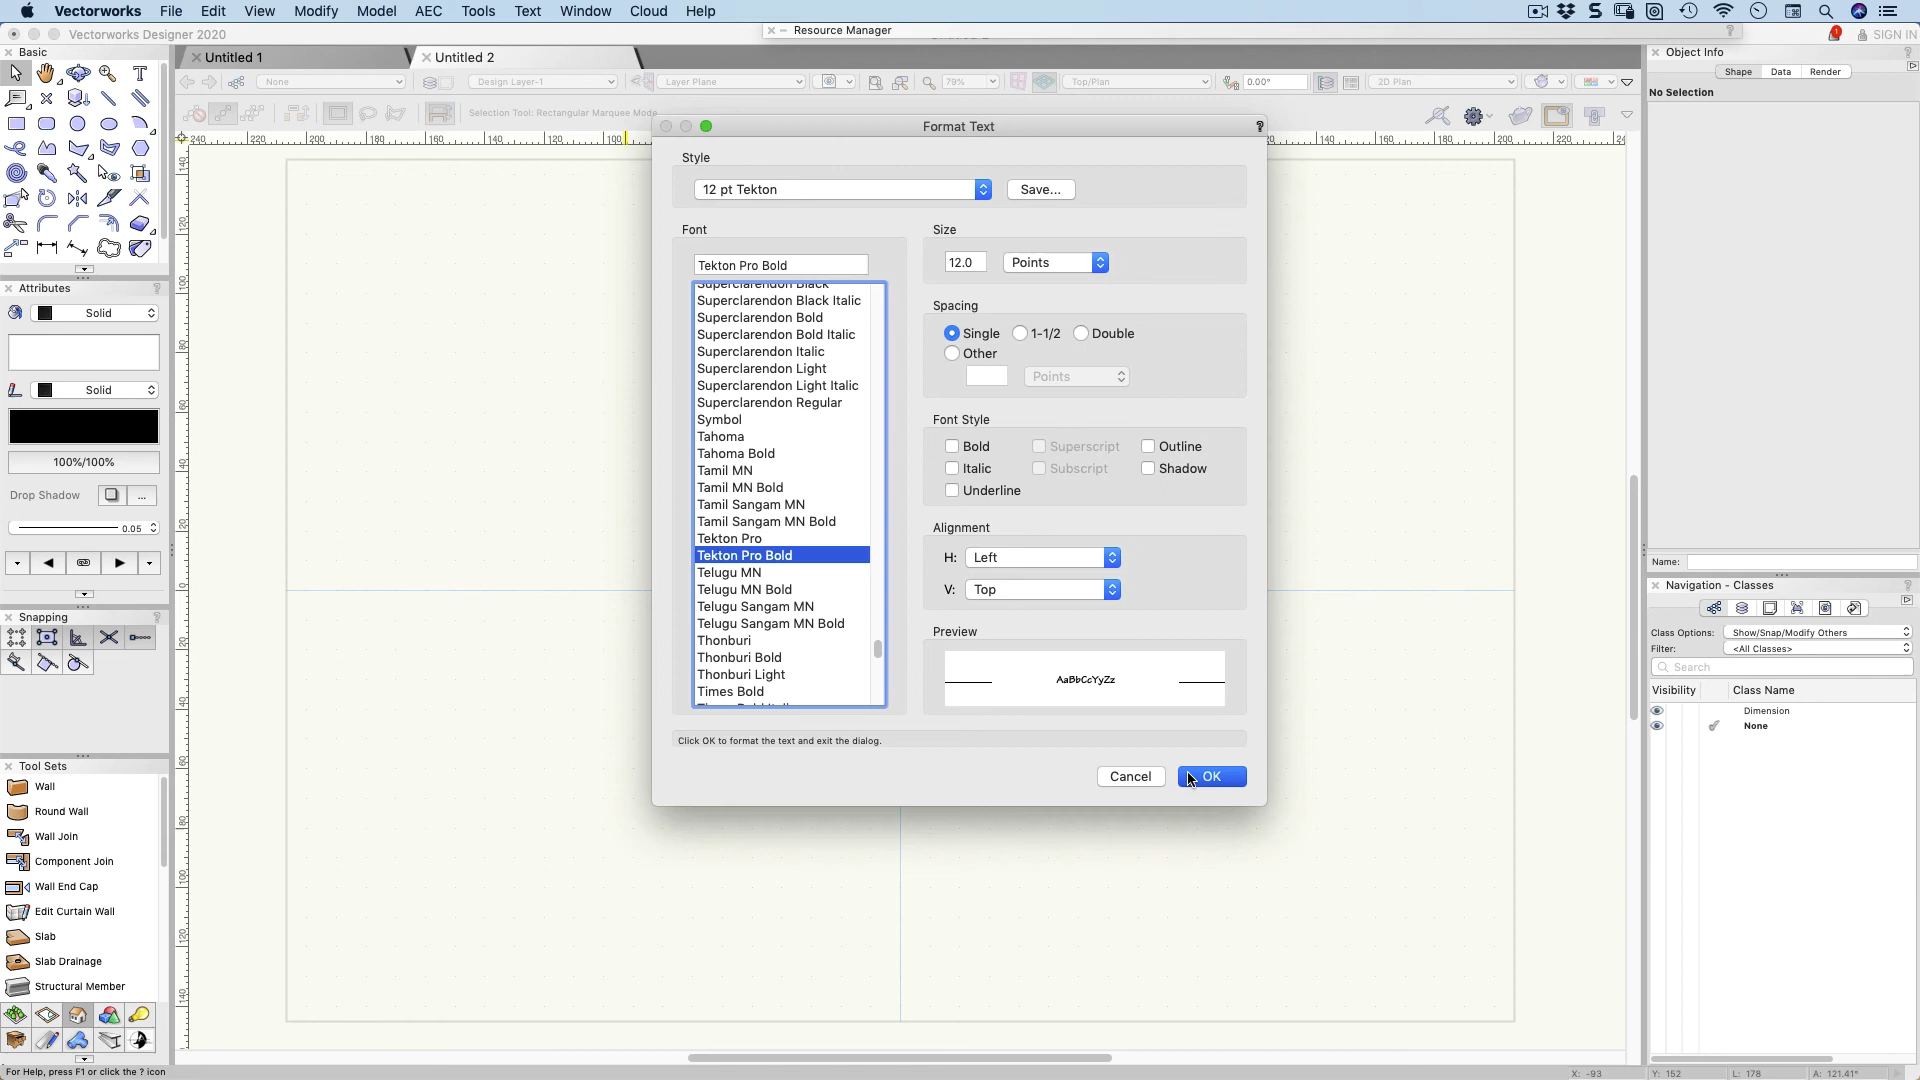 Vectorworks File Edit View Modify Model AEC Tools Text Window Cloud Help
Vectorworks Designer 2020
Resource Manager
SIGN IN
Basic
Untitled 1
Untitled 2
None
Design Layer-1
Layer Plane
79%
Top/Plan
0.00°
2D Plan
Selection Tool: Rectangular Marquee Mode
Attributes
Solid
Solid
100%/100%
Drop Shadow
...
0.05
Snapping
Tool Sets
Wall
Round Wall
Wall Join
Component Join
Wall End Cap
Edit Curtain Wall
Slab
Slab Drainage
Structural Member
For Help, press F1 or click the ? icon
Format Text
?
Style
12 pt Tekton
Save...
Font
Tekton Pro Bold
Superclarendon Black
Superclarendon Black Italic
Superclarendon Bold
Superclarendon Bold Italic
Superclarendon Italic
Superclarendon Light
Superclarendon Light Italic
Superclarendon Regular
Symbol
Tahoma
Tahoma Bold
Tamil MN
Tamil MN Bold
Tamil Sangam MN
Tamil Sangam MN Bold
Tekton Pro
Tekton Pro Bold
Telugu MN
Telugu MN Bold
Telugu Sangam MN
Telugu Sangam MN Bold
Thonburi
Thonburi Bold
Thonburi Light
Times Bold
Size
12.0 Points
Spacing
Single 1-1/2 Double
Other
Points
Font Style
Bold Superscript Outline
Italic Subscript Shadow
Underline
Alignment
H: Left
V: Top
Preview
AaBbCcYyZz
Click OK to format the text and exit the dialog.
Cancel OK
Object Info
Shape Data Render
No Selection
Name:
Navigation - Classes
Class Options: Show/Snap/Modify Others
Filter: <All Classes>
Search
Visibility Class Name
Dimension
None
X: -93 Y: 152 L: 178 A: 121.41°